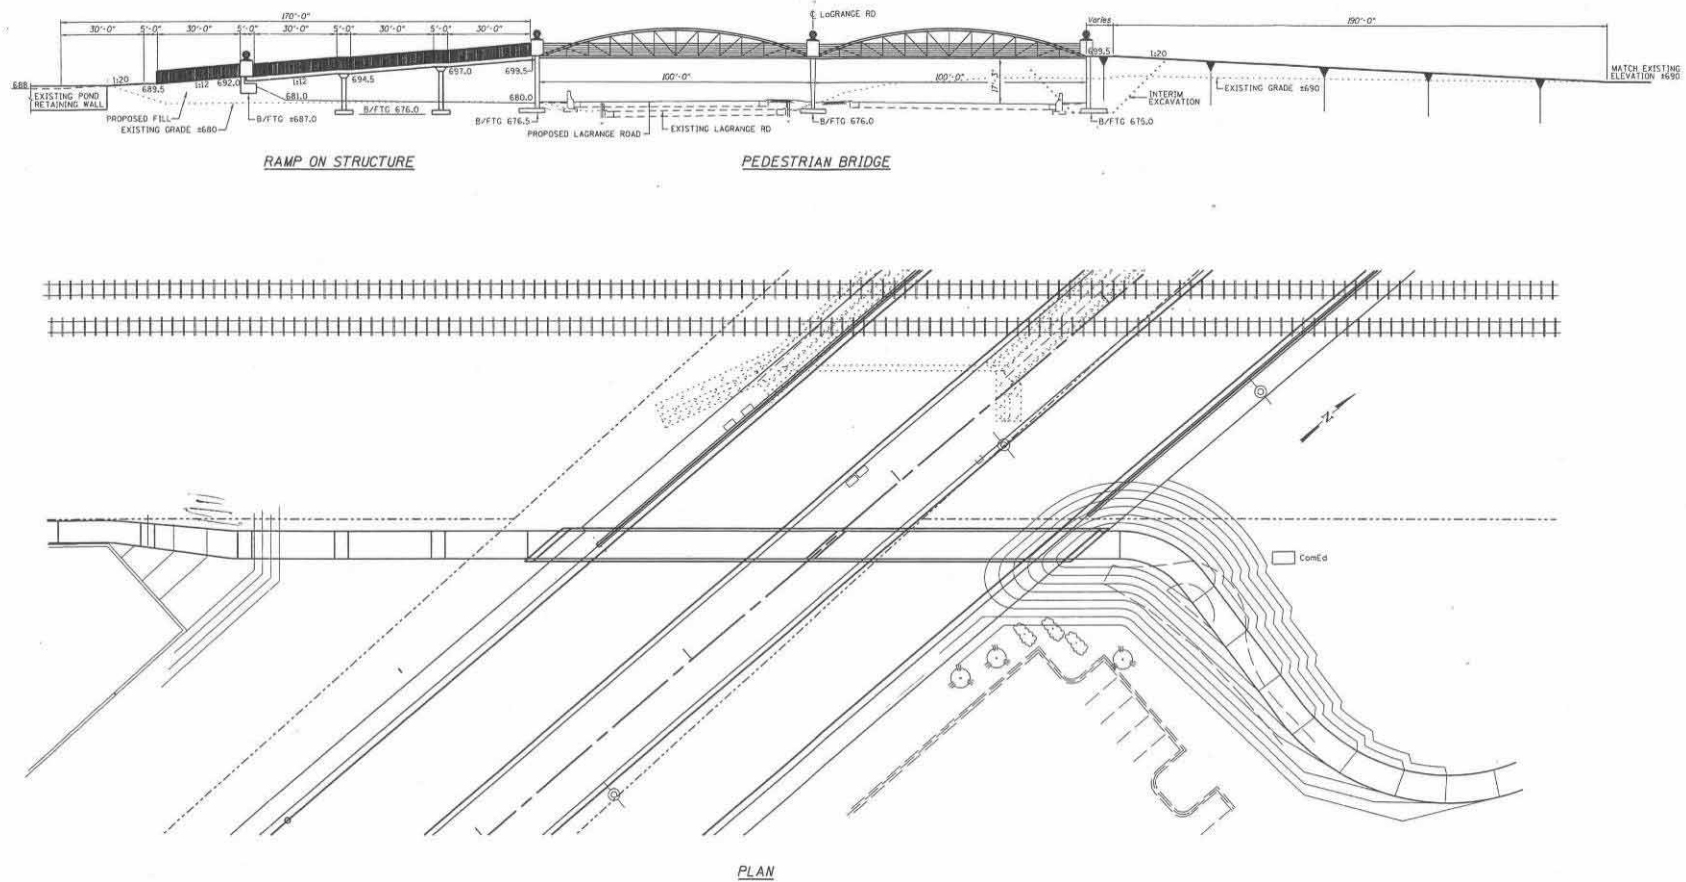 ℄ LaGRANGE RD
170'-0"
Varies
190'-0"
30'-0" 5'-0" 30'-0" 5'-0" 30'-0" 5'-0" 30'-0" 5'-0" 30'-0"
699.5
1:20
688
1:20
689.5
1:12
692.0
1:12
694.5
697.0
699.5
100'-0"
100'-0"
17'-3"
MATCH EXISTING
ELEVATION ±690
EXISTING POND
RETAINING WALL
681.0
680.0
EXISTING GRADE ±690
INTERIM
EXCAVATION
PROPOSED FILL
EXISTING GRADE ±680
B/FTG ±687.0
B/FTG 676.0
B/FTG 676.5
PROPOSED LAGRANGE ROAD
EXISTING LAGRANGE RD
B/FTG 676.0
B/FTG 675.0
RAMP ON STRUCTURE
PEDESTRIAN BRIDGE
N
ComEd
PLAN